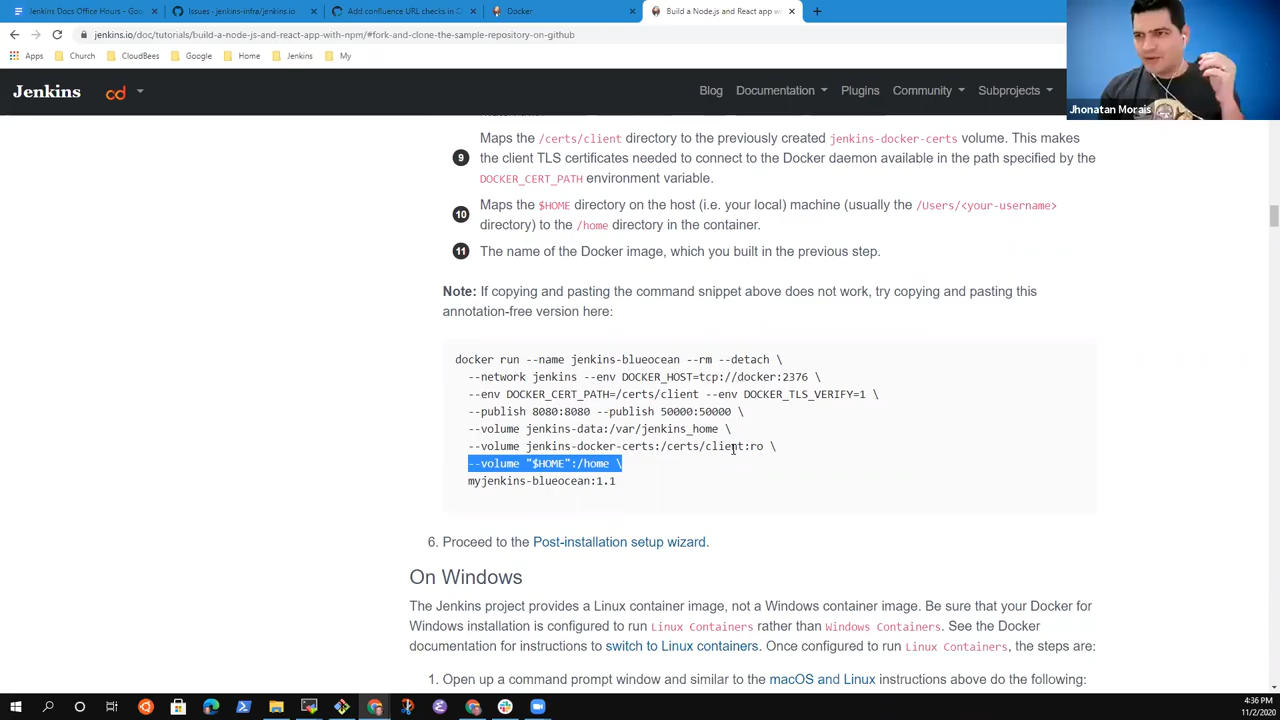 Jenkins Docs Office Hours - Goo
Issues · jenkins-infra/jenkins.io
Add confluence URL checks in C
Docker
Build a Node.js and React app wi
jenkins.io/doc/tutorials/build-a-node-js-and-react-app-with-npm/#fork-and-clone-the-sample-repository-on-github
Apps
Church
CloudBees
Google
Home
Jenkins
My
Jenkins
cd
Blog
Documentation
Plugins
Community
Subprojects
Jhonatan Morais
Maps the /certs/client directory to the previously created jenkins-docker-certs volume. This makes
9 the client TLS certificates needed to connect to the Docker daemon available in the path specified by the
DOCKER_CERT_PATH environment variable.
10 Maps the $HOME directory on the host (i.e. your local) machine (usually the /Users/<your-username>
directory) to the /home directory in the container.
11 The name of the Docker image, which you built in the previous step.
Note: If copying and pasting the command snippet above does not work, try copying and pasting this
annotation-free version here:
docker run --name jenkins-blueocean --rm --detach \
--network jenkins --env DOCKER_HOST=tcp://docker:2376 \
--env DOCKER_CERT_PATH=/certs/client --env DOCKER_TLS_VERIFY=1 \
--publish 8080:8080 --publish 50000:50000 \
--volume jenkins-data:/var/jenkins_home \
--volume jenkins-docker-certs:/certs/client:ro \
--volume "$HOME":/home \
myjenkins-blueocean:1.1
6. Proceed to the Post-installation setup wizard.
On Windows
The Jenkins project provides a Linux container image, not a Windows container image. Be sure that your Docker for
Windows installation is configured to run Linux Containers rather than Windows Containers. See the Docker
documentation for instructions to switch to Linux containers. Once configured to run Linux Containers, the steps are:
1. Open up a command prompt window and similar to the macOS and Linux instructions above do the following:
4:36 PM
11/2/2020